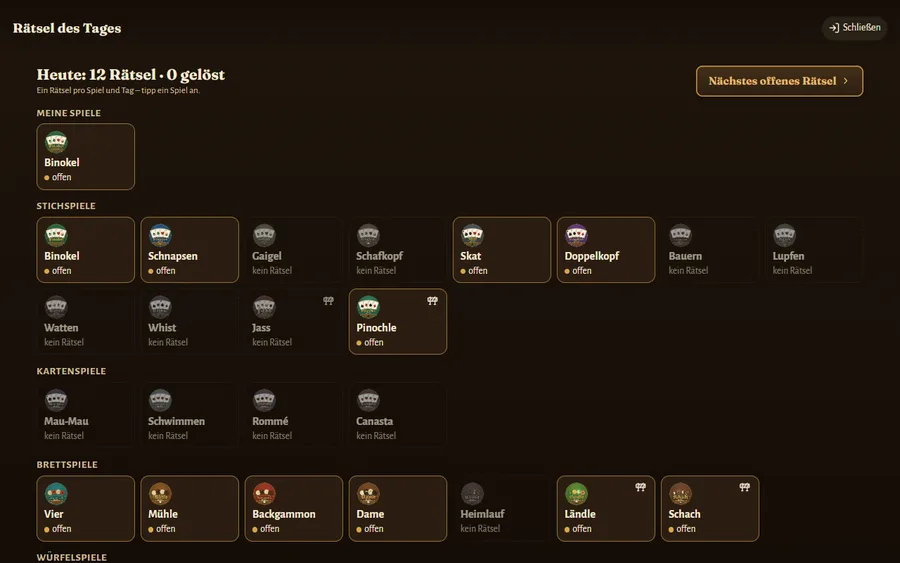 Rätsel des Tages
Schließen
Heute: 12 Rätsel · 0 gelöst
Ein Rätsel pro Spiel und Tag – tipp ein Spiel an.
Nächstes offenes Rätsel
MEINE SPIELE
Binokel
offen
STICHSPIELE
Binokel
offen
Schnapsen
offen
Gaigel
kein Rätsel
Schafkopf
kein Rätsel
Skat
offen
Doppelkopf
offen
Bauern
kein Rätsel
Lupfen
kein Rätsel
Watten
kein Rätsel
Whist
kein Rätsel
Jass
kein Rätsel
Pinochle
offen
KARTENSPIELE
Mau-Mau
kein Rätsel
Schwimmen
kein Rätsel
Rommé
kein Rätsel
Canasta
kein Rätsel
BRETTSPIELE
Vier
offen
Mühle
offen
Backgammon
offen
Dame
offen
Heimlauf
kein Rätsel
Ländle
offen
Schach
offen
WÜRFELSPIELE